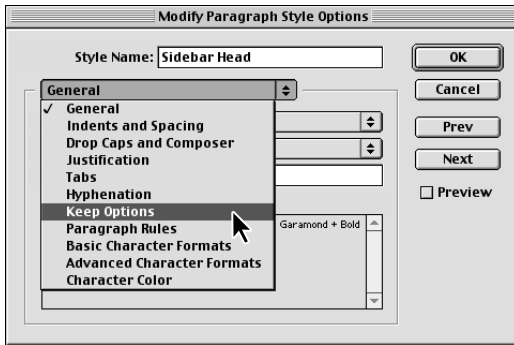 Modify Paragraph Style Options
Style Name: Sidebar Head
OK
General
Cancel
✓ General
Indents and Spacing
Prev
Drop Caps and Composer
Justification
Next
Tabs
Hyphenation
Preview
Keep Options
Paragraph Rules
Garamond + Bold
Basic Character Formats
Advanced Character Formats
Character Color